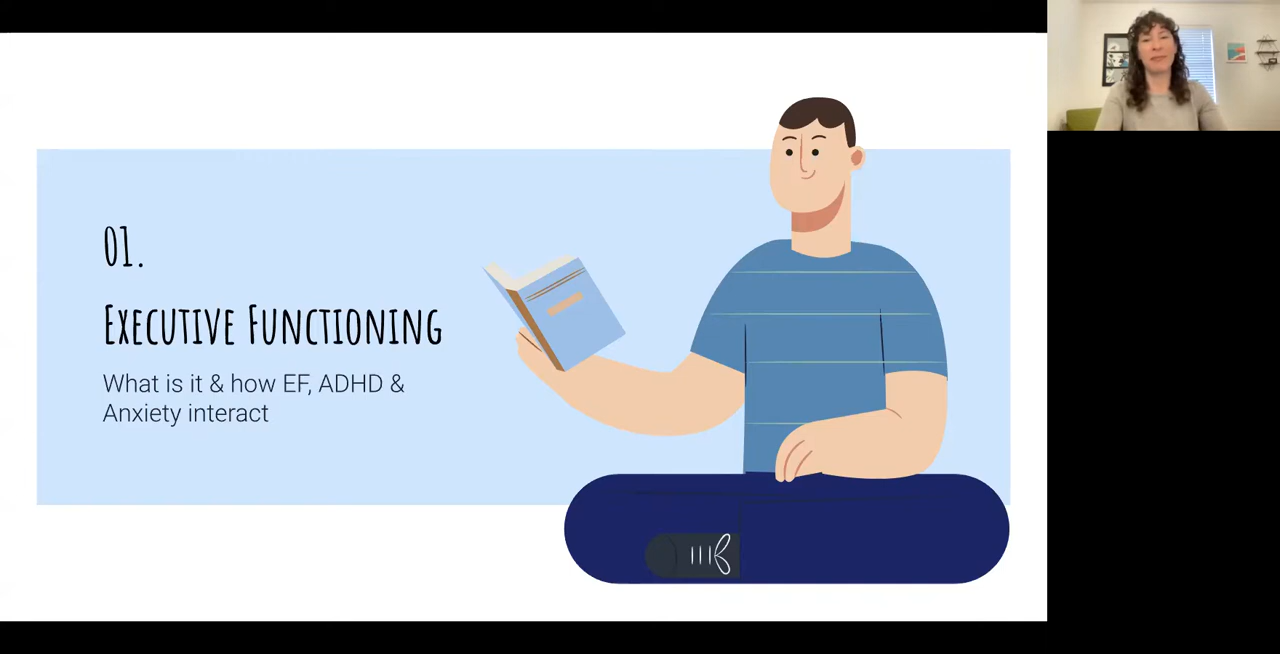 01.
Executive Functioning
What is it & how EF, ADHD &
Anxiety interact